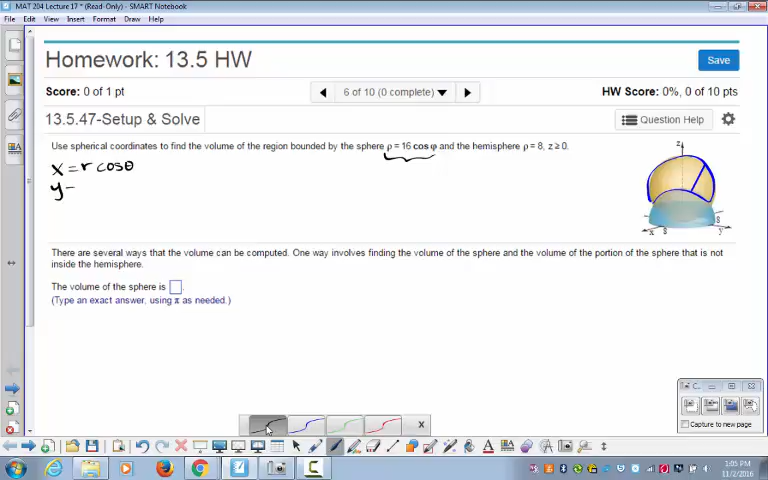 MAT 204 Lecture 17 * (Read-Only) - SMART Notebook
File Edit View Insert Format Draw Help
Homework: 13.5 HW
Save
Score: 0 of 1 pt
6 of 10 (0 complete)
HW Score: 0%, 0 of 10 pts
13.5.47-Setup & Solve
Question Help
Use spherical coordinates to find the volume of the region bounded by the sphere ρ = 16 cos φ and the hemisphere ρ = 8, z ≥ 0.
x = r cosθ
y =
z
8
8
x
y
There are several ways that the volume can be computed. One way involves finding the volume of the sphere and the volume of the portion of the sphere that is not
inside the hemisphere.
The volume of the sphere is
(Type an exact answer, using π as needed.)
C...
Capture to new page
1:05 PM
11/2/2016